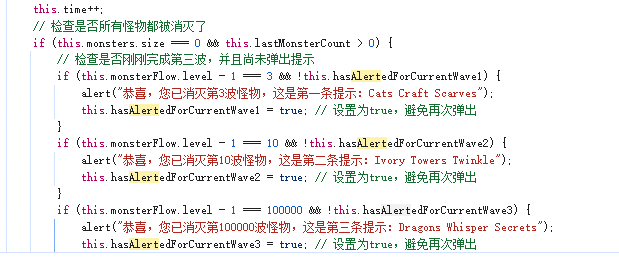 this.time++;
// 检查是否所有怪物都被消灭了
if (this.monsters.size === 0 && this.lastMonsterCount > 0) {
// 检查是否刚刚完成第三波，并且尚未弹出提示
if (this.monsterFlow.level - 1 === 3 && !this.hasAlertedForCurrentWave1) {
alert("恭喜，您已消灭第3波怪物，这是第一条提示：Cats Craft Scarves");
this.hasAlertedForCurrentWave1 = true; // 设置为true，避免再次弹出
}
if (this.monsterFlow.level - 1 === 10 && !this.hasAlertedForCurrentWave2) {
alert("恭喜，您已消灭第10波怪物，这是第二条提示：Ivory Towers Twinkle");
this.hasAlertedForCurrentWave2 = true; // 设置为true，避免再次弹出
}
if (this.monsterFlow.level - 1 === 100000 && !this.hasAlertedForCurrentWave3) {
alert("恭喜，您已消灭第100000波怪物，这是第三条提示：Dragons Whisper Secrets");
this.hasAlertedForCurrentWave3 = true; // 设置为true，避免再次弹出